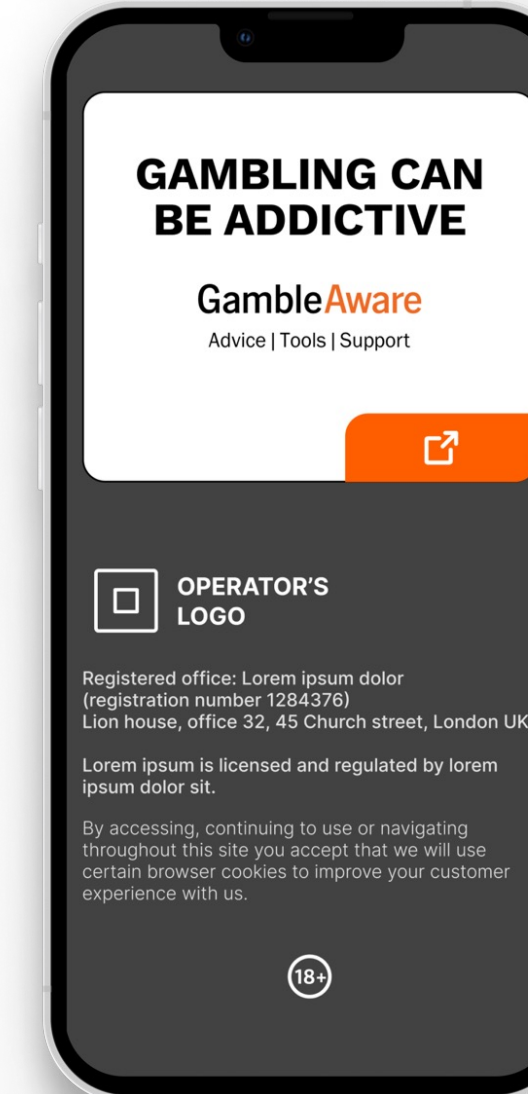 GAMBLING CAN
BE ADDICTIVE
GambleAware
Advice | Tools | Support
OPERATOR’S
LOGO
Registered office: Lorem ipsum dolor
(registration number 1284376)
Lion house, office 32, 45 Church street, London UK
Lorem ipsum is licensed and regulated by lorem
ipsum dolor sit.
By accessing, continuing to use or navigating
throughout this site you accept that we will use
certain browser cookies to improve your customer
experience with us.
18+